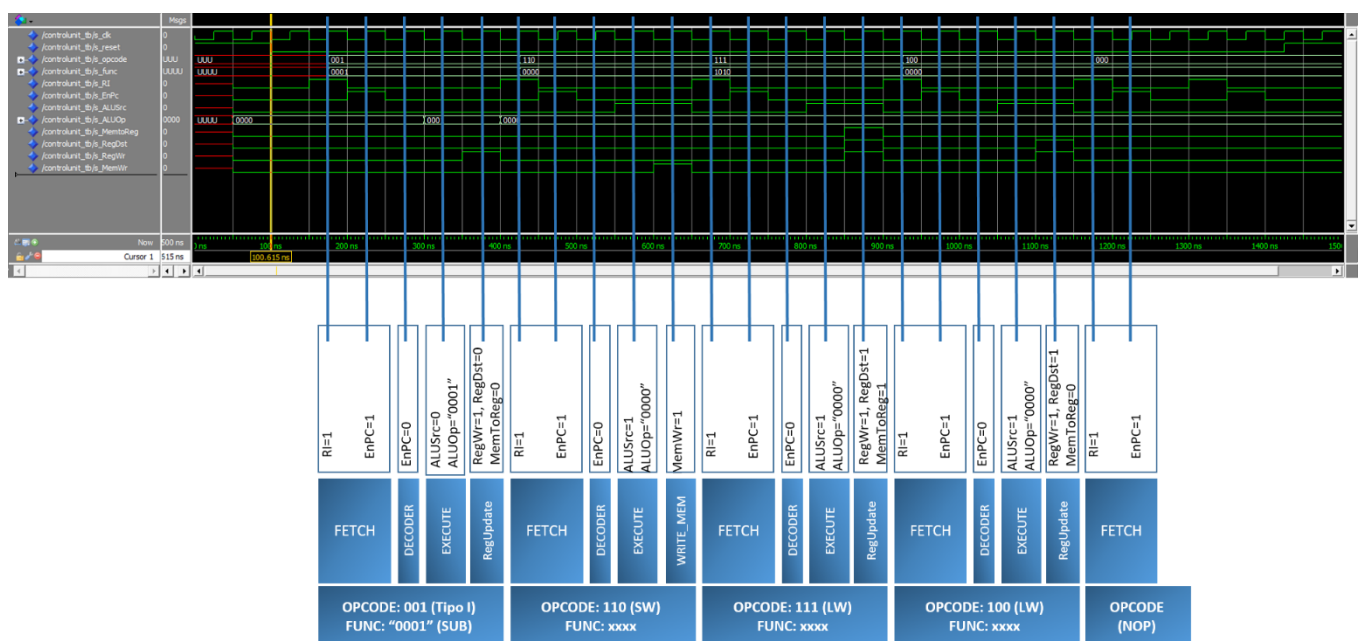 Msgs
/controlunit_tb/s_clk 0
/controlunit_tb/s_reset 0
/controlunit_tb/s_opcode UUU UUU 001 110 111 100 000
/controlunit_tb/s_func UUUU UUUU 0001 0000 1010 0000
/controlunit_tb/s_RI 0
/controlunit_tb/s_EnPc 0
/controlunit_tb/s_ALUSrc 0
/controlunit_tb/s_ALUOp 0000 UUUU 0000 000 000
/controlunit_tb/s_MemtoReg 0
/controlunit_tb/s_RegDst 0
/controlunit_tb/s_RegWr 0
/controlunit_tb/s_MemWr 0
Now 500 ns
200 ns 300 ns 400 ns 500 ns 600 ns 700 ns 800 ns 900 ns 1000 ns 1100 ns 1200 ns 1300 ns 1400 ns
Cursor 1 515 ns 100.615 ns
RI=1
EnPC=1
EnPC=0
ALUSrc=0
ALUOp="0001"
RegWr=1, RegDst=0
MemToReg=0
RI=1
EnPC=1
EnPC=0
ALUSrc=1
ALUOp="0000"
MemWr=1
RI=1
EnPC=1
EnPC=0
ALUSrc=1
ALUOp="0000"
RegWr=1, RegDst=1
MemToReg=1
RI=1
EnPC=1
EnPC=0
ALUSrc=1
ALUOp="0000"
RegWr=1, RegDst=1
MemToReg=0
RI=1
EnPC=1
FETCH DECODER EXECUTE RegUpdate FETCH DECODER EXECUTE WRITE_MEM FETCH DECODER EXECUTE RegUpdate FETCH DECODER EXECUTE RegUpdate FETCH
OPCODE: 001 (Tipo I)
FUNC: "0001" (SUB)
OPCODE: 110 (SW)
FUNC: xxxx
OPCODE: 111 (LW)
FUNC: xxxx
OPCODE: 100 (LW)
FUNC: xxxx
OPCODE
(NOP)